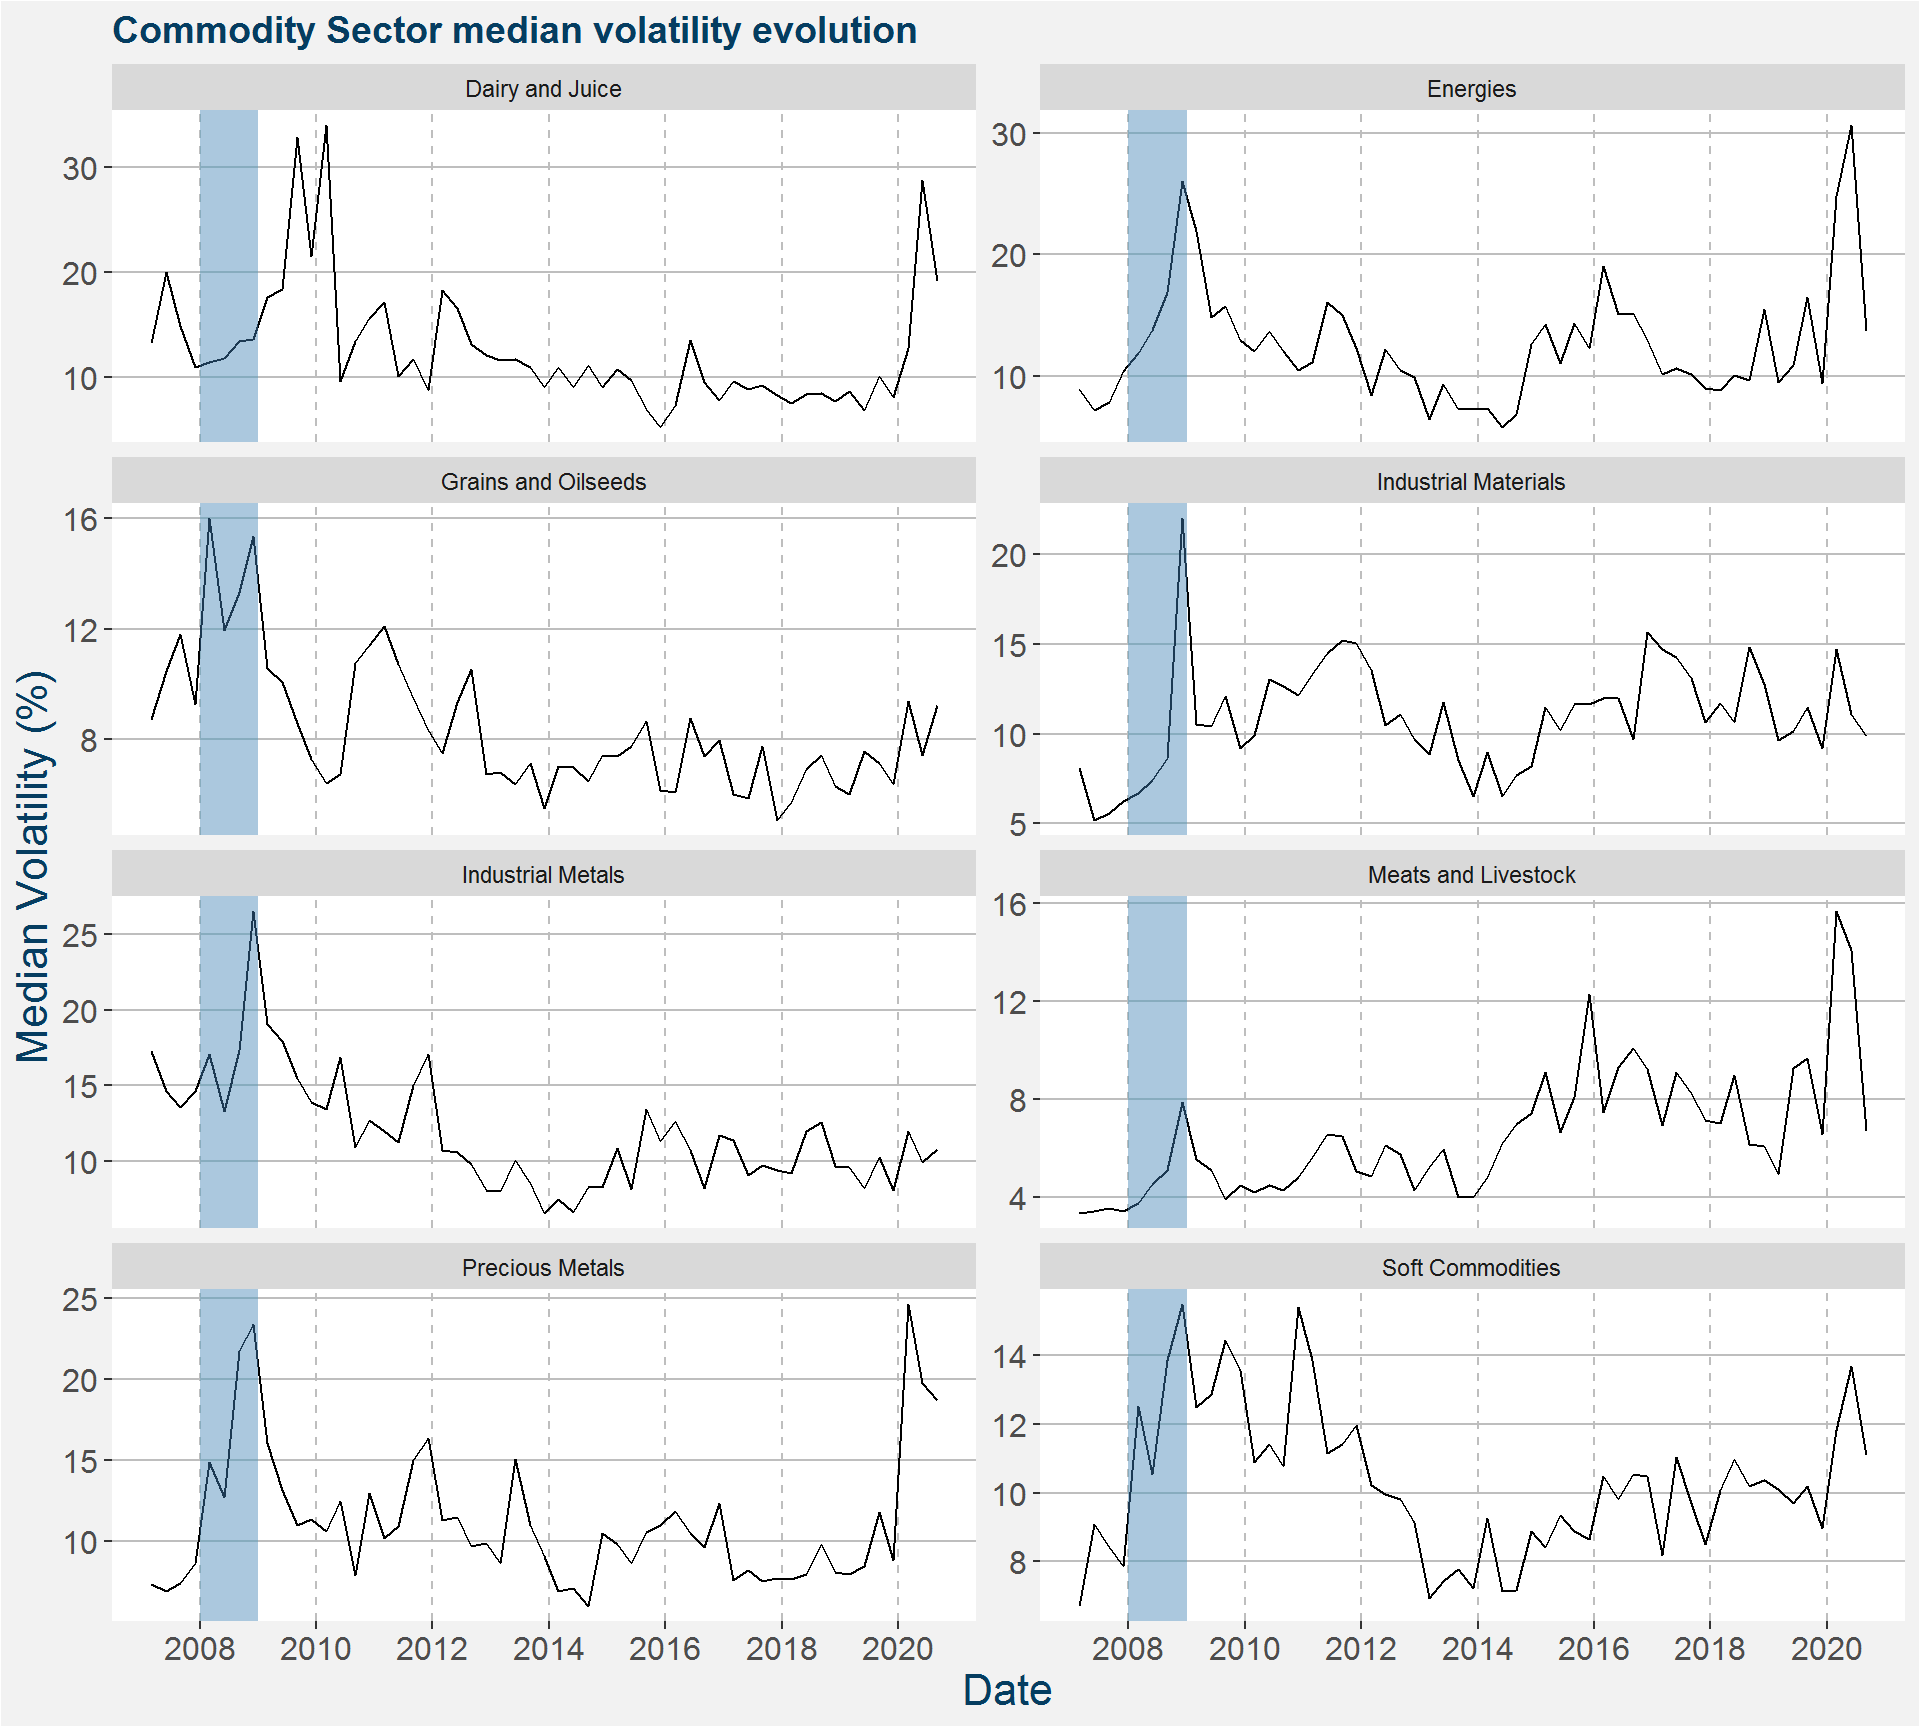 Commodity Sector median volatility evolution
Dairy and Juice
Energies
30
20
10
30
20
10
Grains and Oilseeds
Industrial Materials
16
12
8
20
15
10
5
Industrial Metals
Meats and Livestock
25
20
15
10
16
12
8
4
Precious Metals
Soft Commodities
25
20
15
10
14
12
10
8
2008 2010 2012 2014 2016 2018 2020
2008 2010 2012 2014 2016 2018 2020
Median Volatility (%)
Date